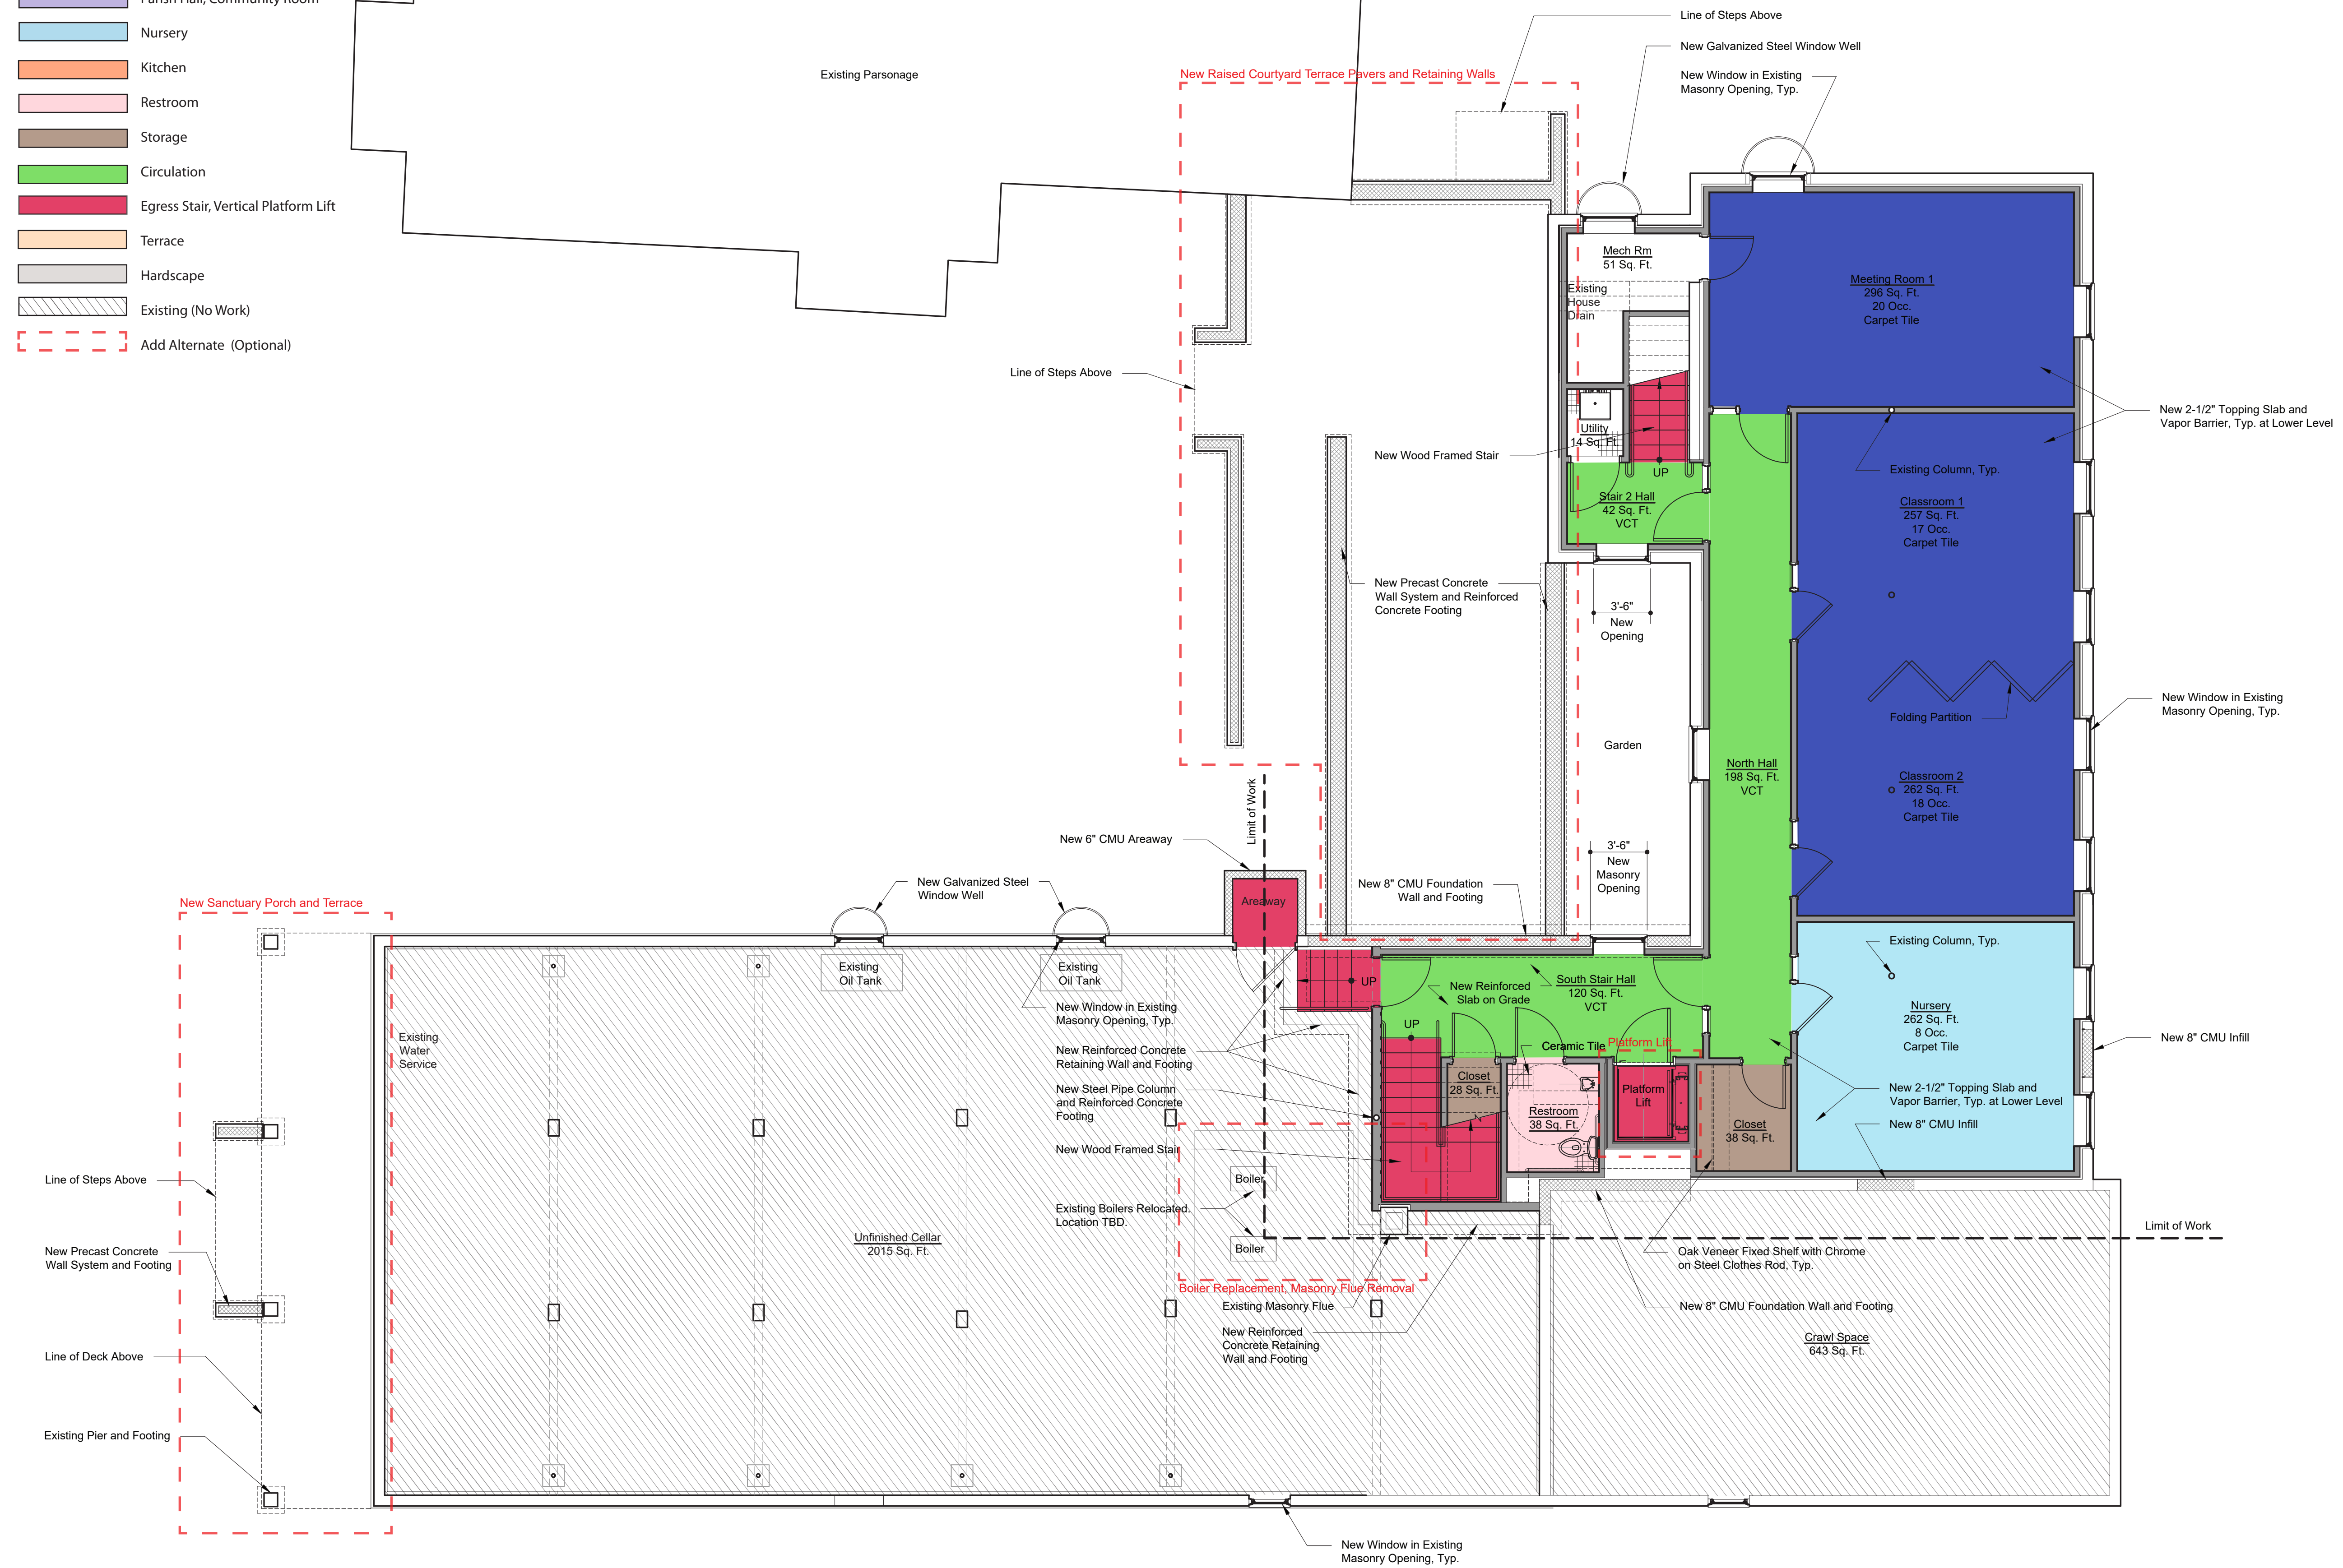 Parish Hall, Community Room
Nursery
Kitchen
Restroom
Storage
Circulation
Egress Stair, Vertical Platform Lift
Terrace
Hardscape
Existing (No Work)
Add Alternate (Optional)
Existing Parsonage
New Raised Courtyard Terrace Pavers and Retaining Walls
Line of Steps Above
New Galvanized Steel Window Well
New Window in Existing
Masonry Opening, Typ.
Mech Rm
51 Sq. Ft.
Existing
House
Drain
Meeting Room 1
296 Sq. Ft.
20 Occ.
Carpet Tile
Line of Steps Above
New 2-1/2" Topping Slab and
Vapor Barrier, Typ. at Lower Level
Utility
14 Sq. Ft.
New Wood Framed Stair
UP
Existing Column, Typ.
Stair 2 Hall
42 Sq. Ft.
VCT
Classroom 1
257 Sq. Ft.
17 Occ.
Carpet Tile
New Precast Concrete
Wall System and Reinforced
Concrete Footing
3'-6"
New
Opening
Folding Partition
New Window in Existing
Masonry Opening, Typ.
Garden
North Hall
198 Sq. Ft.
VCT
Classroom 2
262 Sq. Ft.
18 Occ.
Carpet Tile
Limit of Work
New 6" CMU Areaway
3'-6"
New
Masonry
Opening
New Galvanized Steel
Window Well
New 8" CMU Foundation
Wall and Footing
New Sanctuary Porch and Terrace
Areaway
Existing Column, Typ.
Existing
Oil Tank
Existing
Oil Tank
UP
New Reinforced
Slab on Grade
South Stair Hall
120 Sq. Ft.
VCT
New Window in Existing
Masonry Opening, Typ.
Nursery
262 Sq. Ft.
8 Occ.
Carpet Tile
UP
Existing
Water
Service
New Reinforced Concrete
Retaining Wall and Footing
Ceramic Tile
Platform Lift
New 8" CMU Infill
Closet
28 Sq. Ft.
Platform
Lift
New Steel Pipe Column
and Reinforced Concrete
Footing
New 2-1/2" Topping Slab and
Vapor Barrier, Typ. at Lower Level
Restroom
38 Sq. Ft.
Closet
38 Sq. Ft.
New 8" CMU Infill
New Wood Framed Stair
Line of Steps Above
Boiler
Existing Boilers Relocated.
Location TBD.
Limit of Work
Unfinished Cellar
2015 Sq. Ft.
Boiler
New Precast Concrete
Wall System and Footing
Oak Veneer Fixed Shelf with Chrome
on Steel Clothes Rod, Typ.
Boiler Replacement, Masonry Flue Removal
Existing Masonry Flue
New 8" CMU Foundation Wall and Footing
New Reinforced
Concrete Retaining
Wall and Footing
Crawl Space
643 Sq. Ft.
Line of Deck Above
Existing Pier and Footing
New Window in Existing
Masonry Opening, Typ.